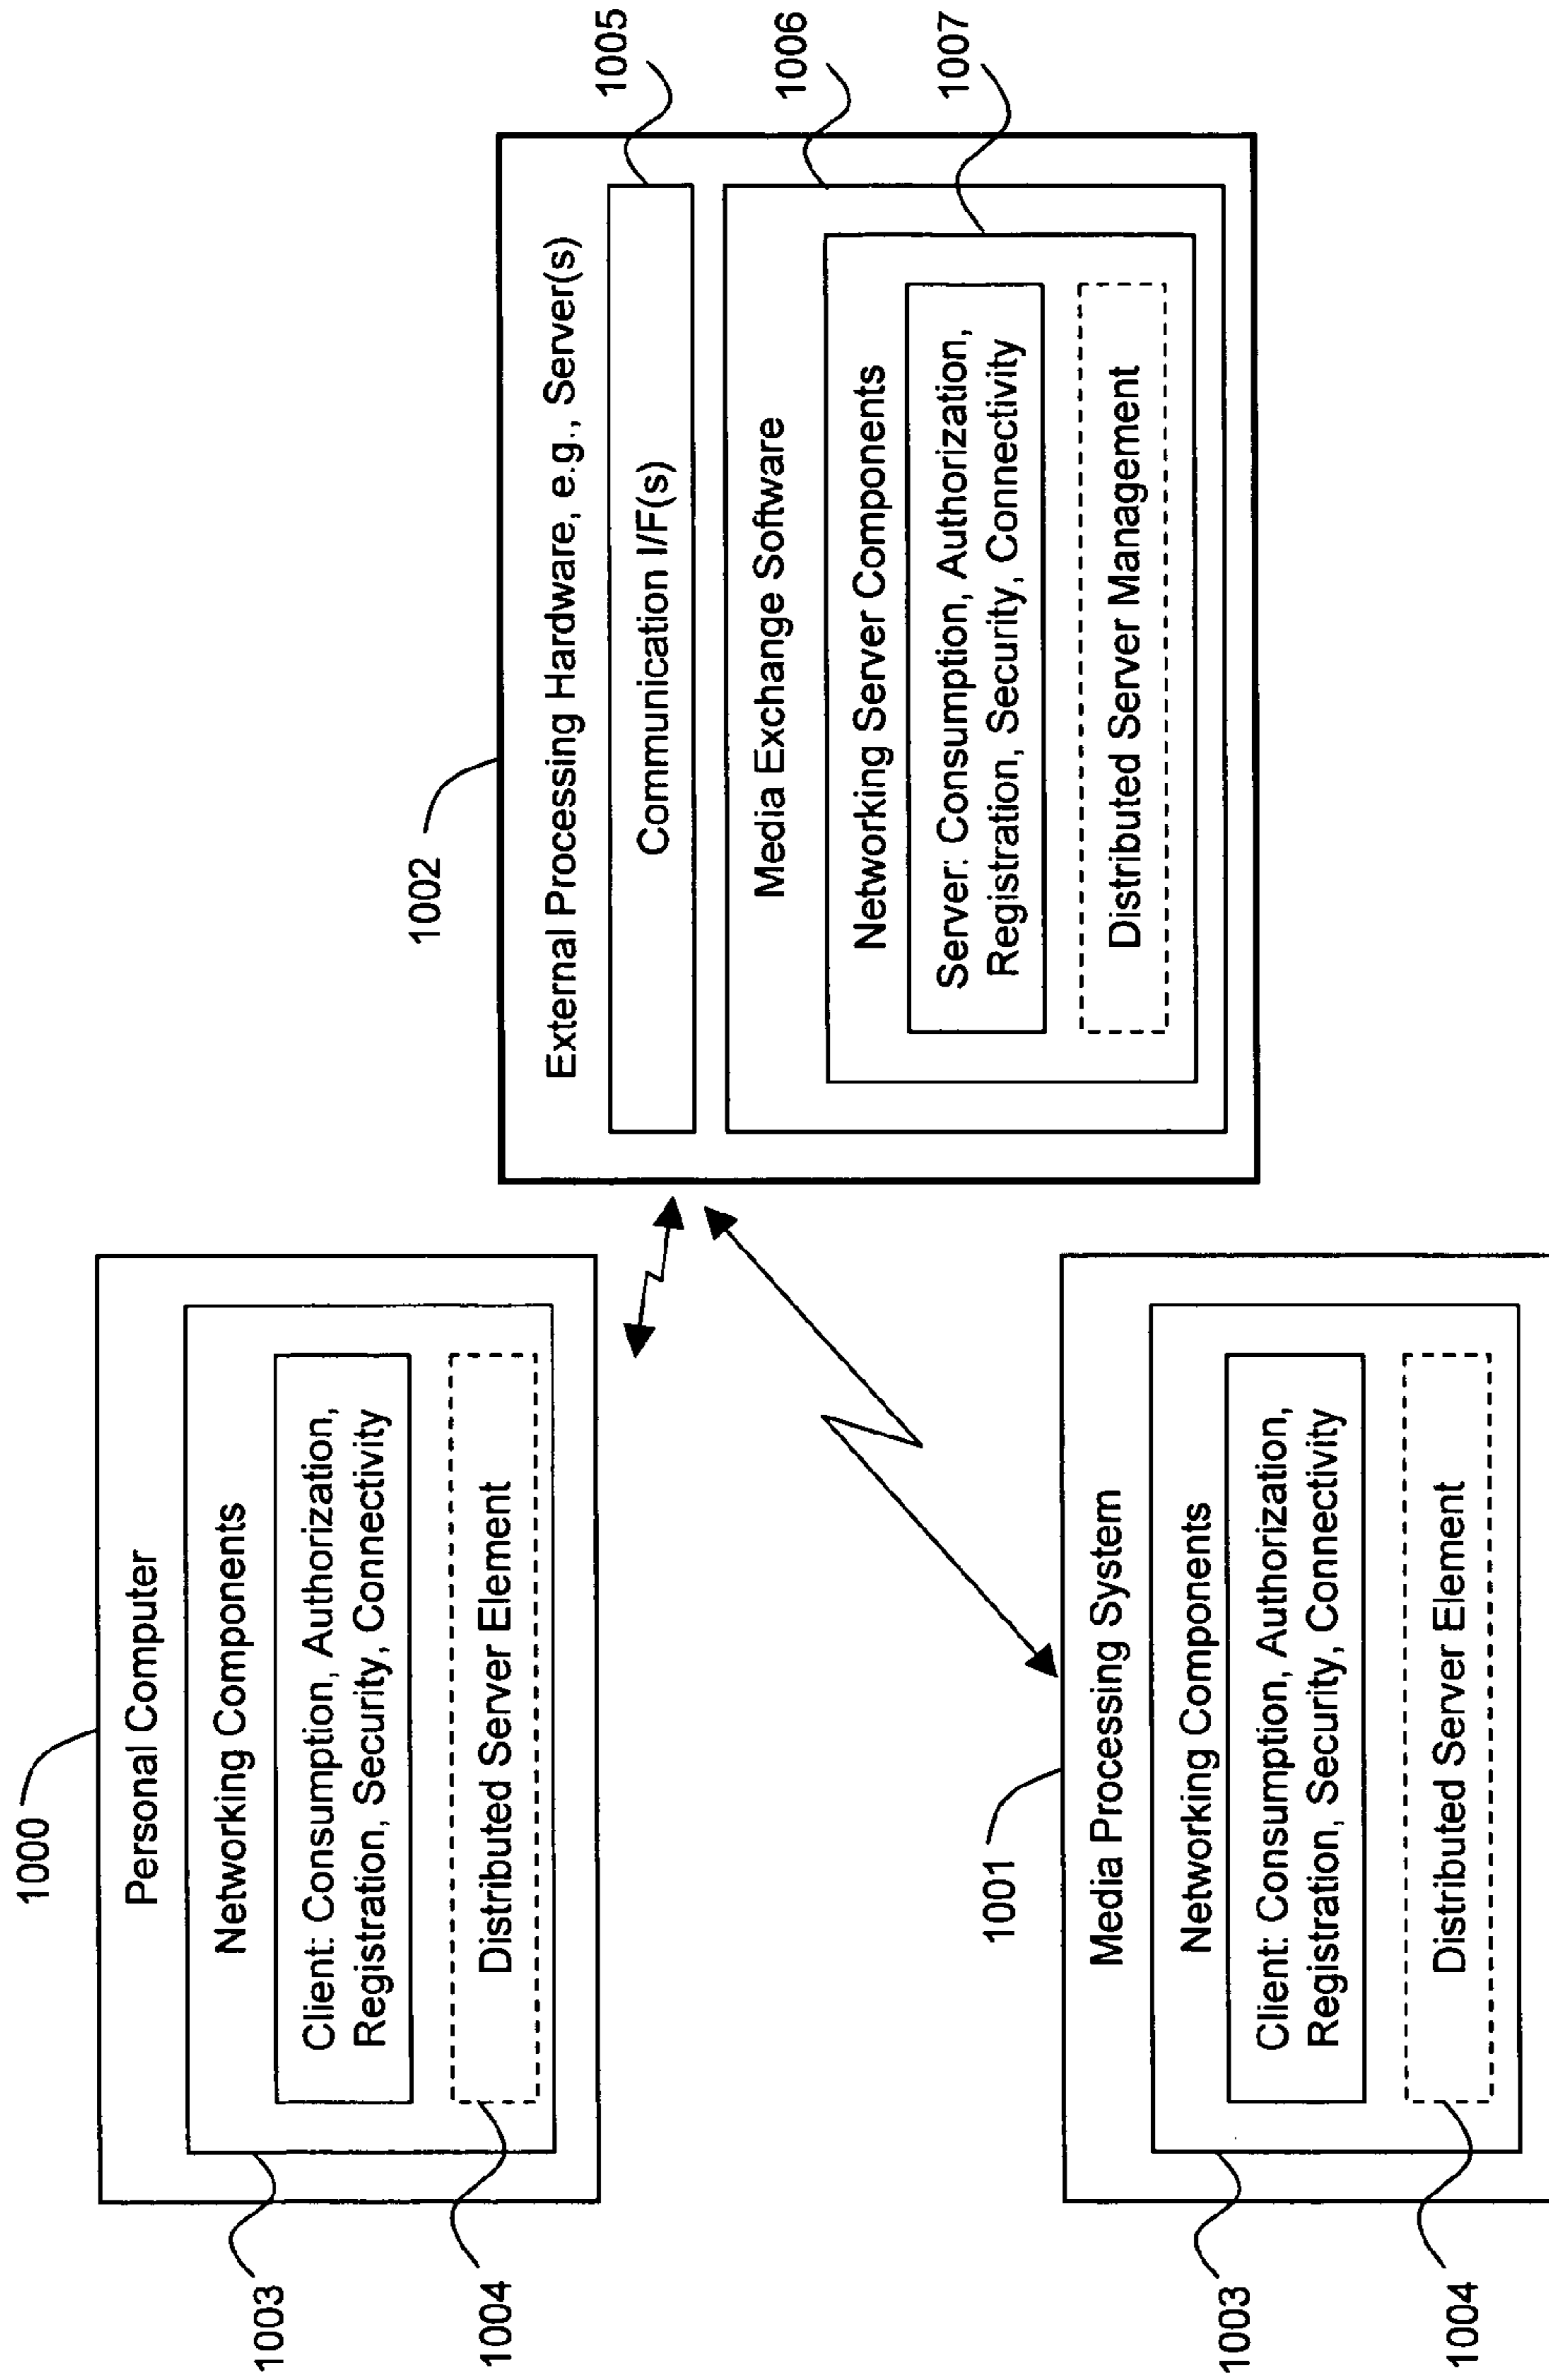 1000
Personal Computer
Networking Components
Client: Consumption, Authorization,
Registration, Security, Connectivity
Distributed Server Element
1003
1004
1002
External Processing Hardware, e.g., Server(s)
Communication I/F(s)
Media Exchange Software
Networking Server Components
Server: Consumption, Authorization,
Registration, Security, Connectivity
Distributed Server Management
1005
1006
1007
1001
Media Processing System
Networking Components
Client: Consumption, Authorization,
Registration, Security, Connectivity
Distributed Server Element
1003
1004